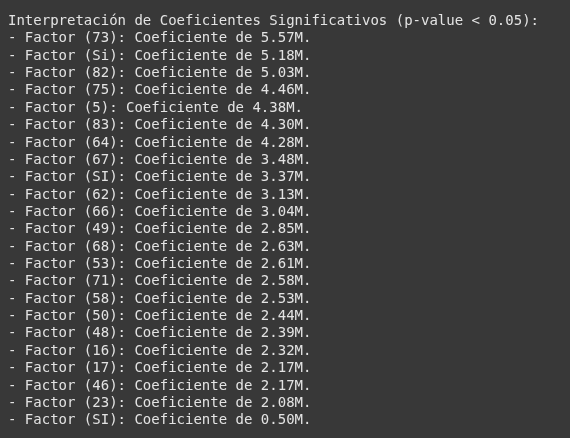 Interpretación de Coeficientes Significativos (p-value < 0.05):
- Factor (73): Coeficiente de 5.57M.
- Factor (Si): Coeficiente de 5.18M.
- Factor (82): Coeficiente de 5.03M.
- Factor (75): Coeficiente de 4.46M.
- Factor (5): Coeficiente de 4.38M.
- Factor (83): Coeficiente de 4.30M.
- Factor (64): Coeficiente de 4.28M.
- Factor (67): Coeficiente de 3.48M.
- Factor (SI): Coeficiente de 3.37M.
- Factor (62): Coeficiente de 3.13M.
- Factor (66): Coeficiente de 3.04M.
- Factor (49): Coeficiente de 2.85M.
- Factor (68): Coeficiente de 2.63M.
- Factor (53): Coeficiente de 2.61M.
- Factor (71): Coeficiente de 2.58M.
- Factor (58): Coeficiente de 2.53M.
- Factor (50): Coeficiente de 2.44M.
- Factor (48): Coeficiente de 2.39M.
- Factor (16): Coeficiente de 2.32M.
- Factor (17): Coeficiente de 2.17M.
- Factor (46): Coeficiente de 2.17M.
- Factor (23): Coeficiente de 2.08M.
- Factor (SI): Coeficiente de 0.50M.